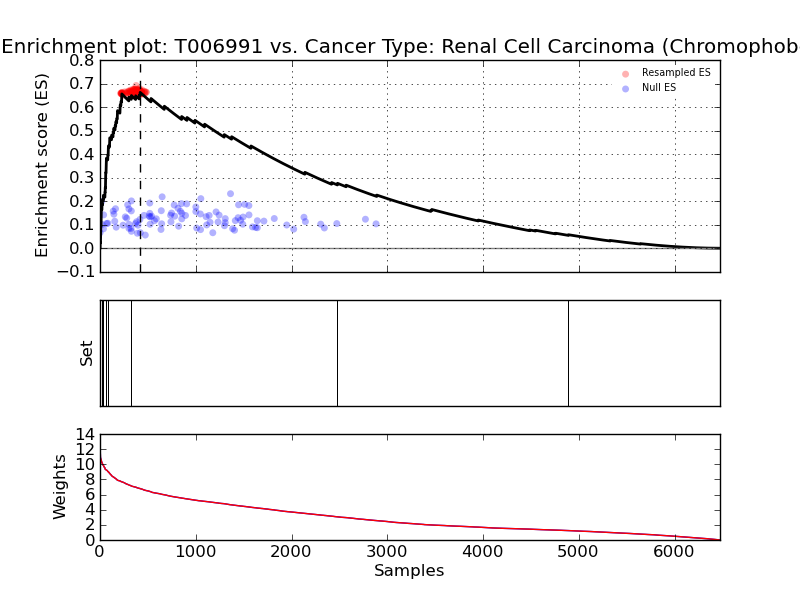 Enrichment plot: T006991 vs. Cancer Type: Renal Cell Carcinoma (Chromophob
Enrichment score (ES)
0.8
0.7
0.6
0.5
0.4
0.3
0.2
0.1
0.0
−0.1
Resampled ES
Null ES
Set
Weights
14
12
10
8
6
4
2
0
0 1000 2000 3000 4000 5000 6000
Samples